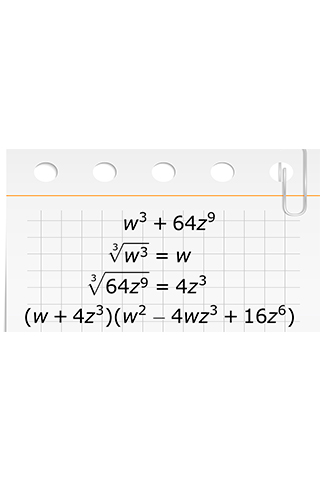 w³ + 64z⁹
∛w³ = w
∛64z⁹ = 4z³
(w + 4z³)(w² − 4wz³ + 16z⁶)